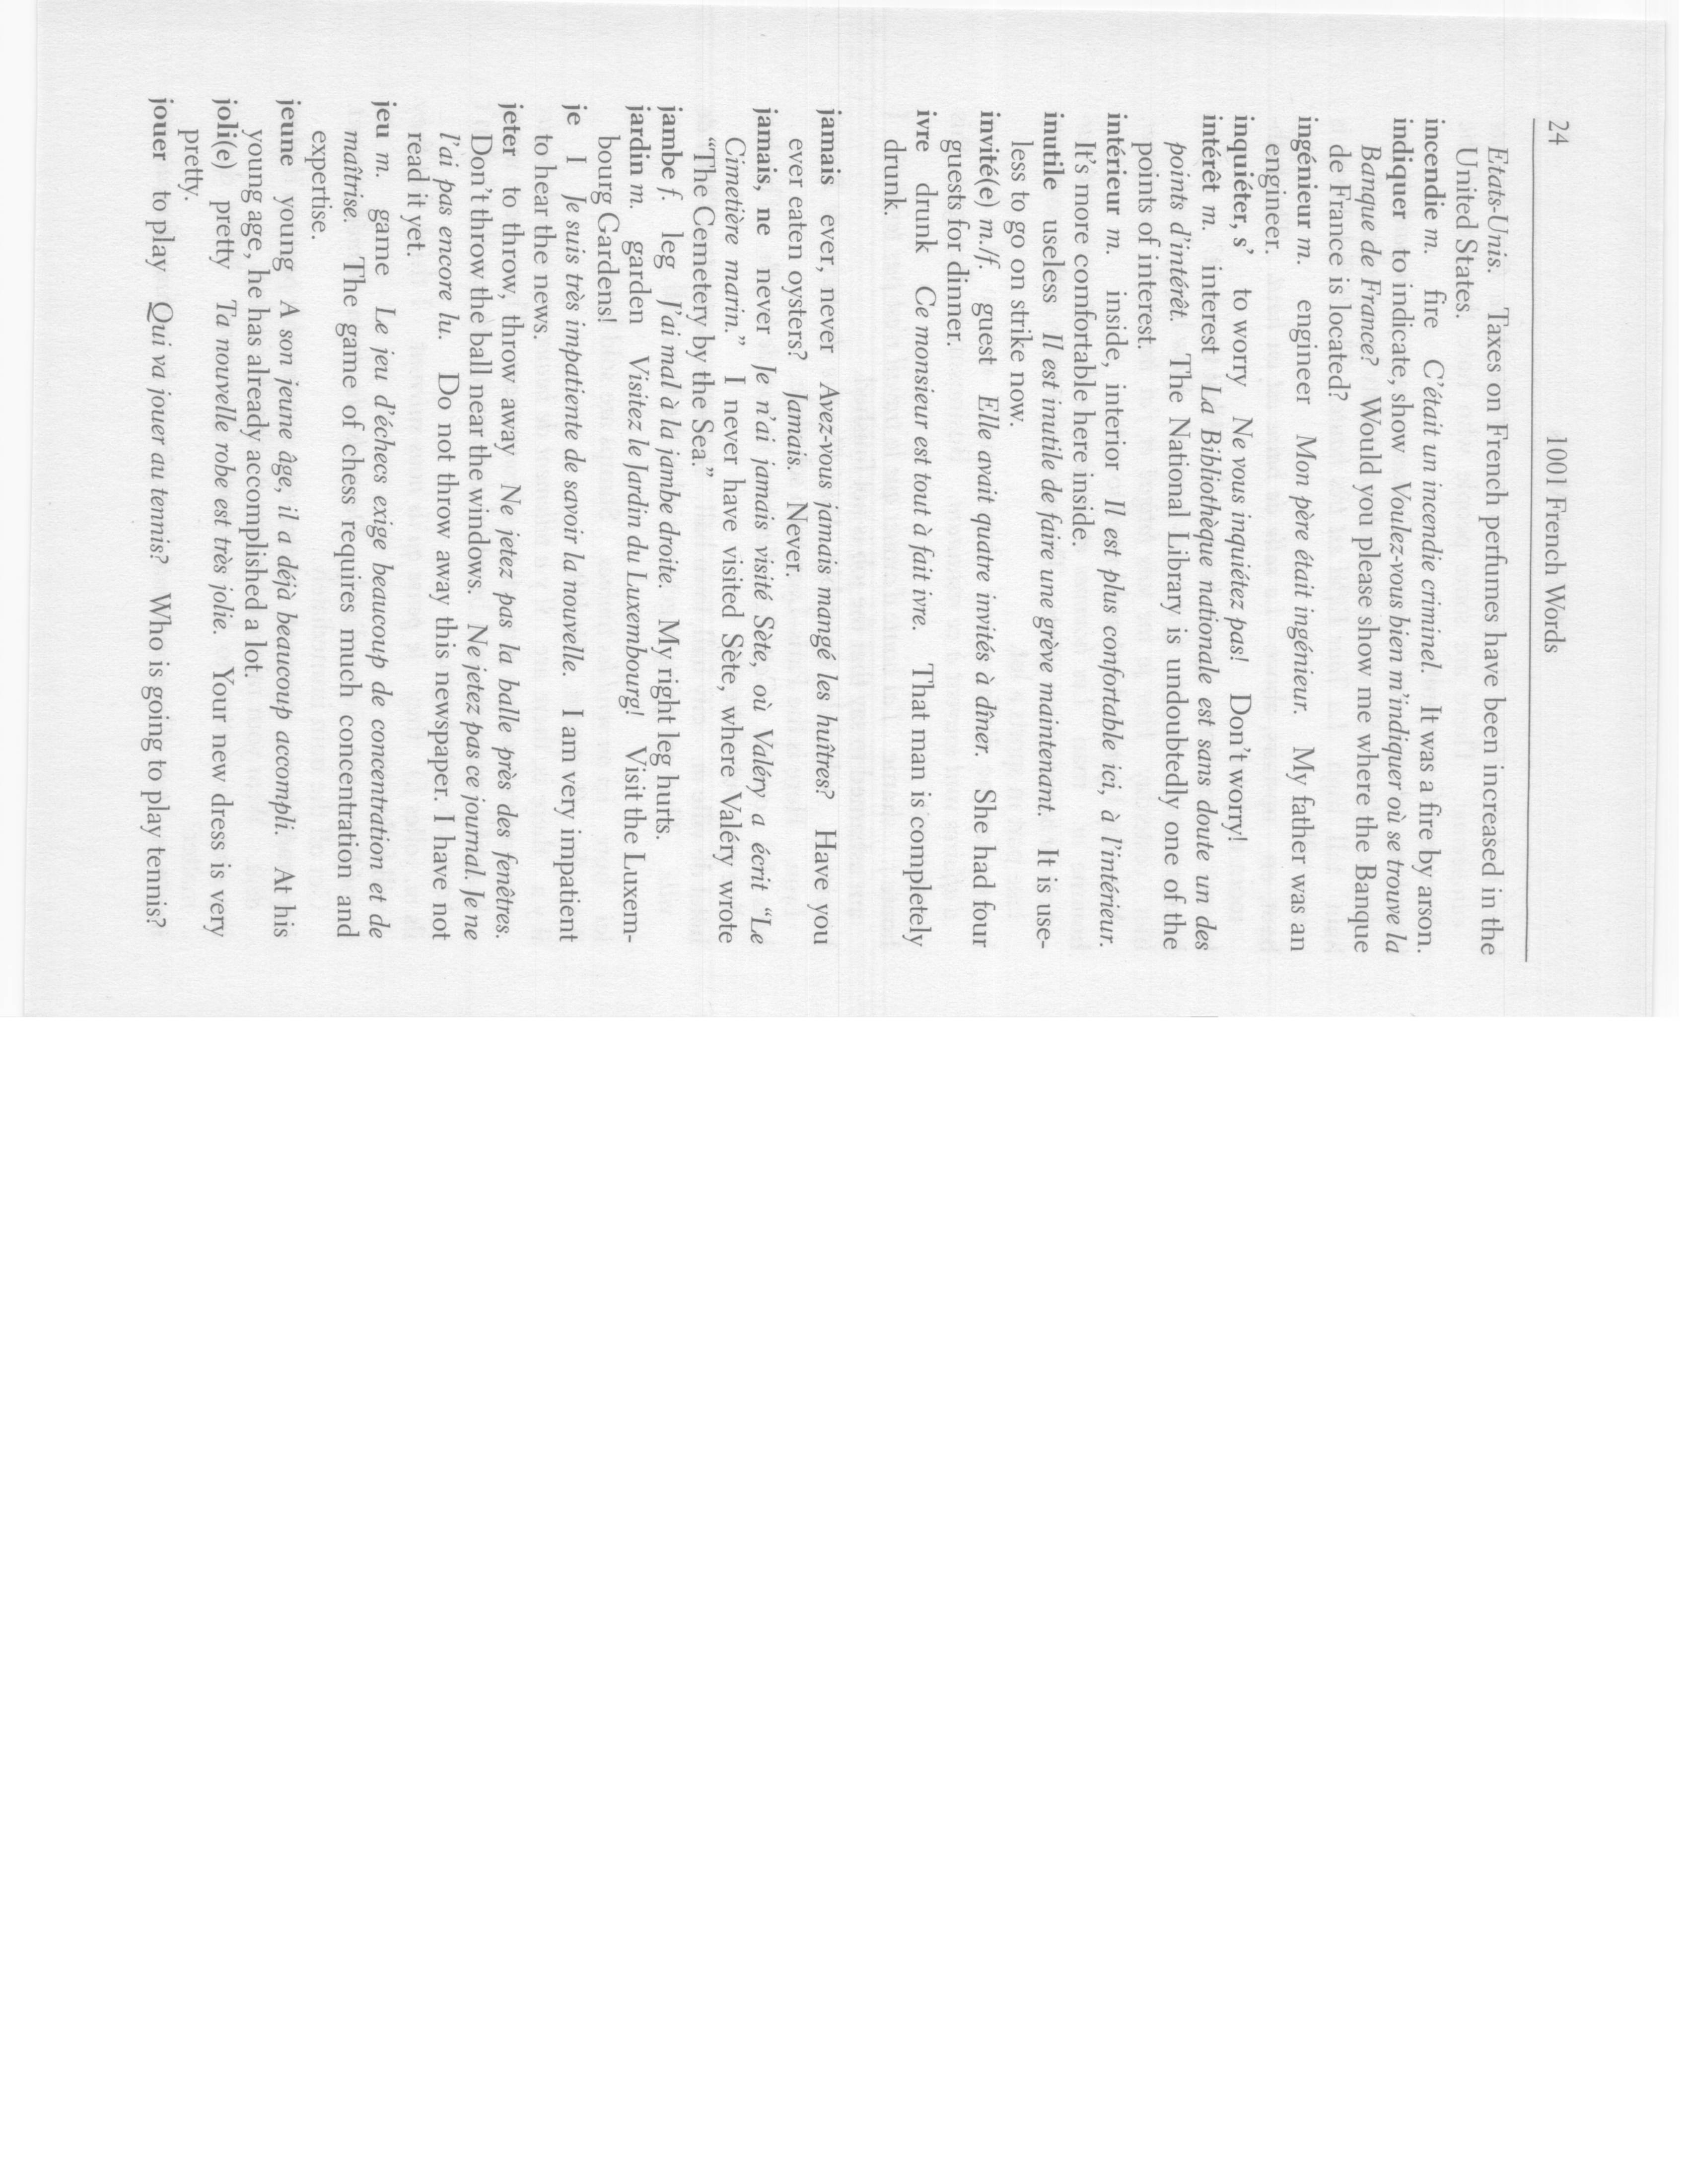 24 1001 French Words
Etats-Unis. Taxes on French perfumes have been increased in the
United States.
incendie m. fire C'était un incendie criminel. It was a fire by arson.
indiquer to indicate, show Voulez-vous bien m'indiquer où se trouve la
Banque de France? Would you please show me where the Banque
de France is located?
ingénieur m. engineer Mon père était ingénieur. My father was an
engineer.
inquiéter, s' to worry Ne vous inquiétez pas! Don't worry!
intérêt m. interest La Bibliothèque nationale est sans doute un des
points d'intérêt. The National Library is undoubtedly one of the
points of interest.
intérieur m. inside, interior Il est plus confortable ici, à l'intérieur.
It's more comfortable here inside.
inutile useless Il est inutile de faire une grève maintenant. It is use-
less to go on strike now.
invité(e) m./f. guest Elle avait quatre invités à dîner. She had four
guests for dinner.
ivre drunk Ce monsieur est tout à fait ivre. That man is completely
drunk.
jamais ever, never Avez-vous jamais mangé les huîtres? Have you
ever eaten oysters? Jamais. Never.
jamais, ne never Je n'ai jamais visité Sète, où Valéry a écrit “Le
Cimetière marin.” I never have visited Sète, where Valéry wrote
“The Cemetery by the Sea.”
jambe f. leg J'ai mal à la jambe droite. My right leg hurts.
jardin m. garden Visitez le Jardin du Luxembourg! Visit the Luxem-
bourg Gardens!
je I Je suis très impatiente de savoir la nouvelle. I am very impatient
to hear the news.
jeter to throw, throw away Ne jetez pas la balle près des fenêtres.
Don't throw the ball near the windows. Ne jetez pas ce journal. Je ne
l'ai pas encore lu. Do not throw away this newspaper. I have not
read it yet.
jeu m. game Le jeu d'échecs exige beaucoup de concentration et de
maîtrise. The game of chess requires much concentration and
expertise.
jeune young A son jeune âge, il a déjà beaucoup accompli. At his
young age, he has already accomplished a lot.
joli(e) pretty Ta nouvelle robe est très jolie. Your new dress is very
pretty.
jouer to play Qui va jouer au tennis? Who is going to play tennis?